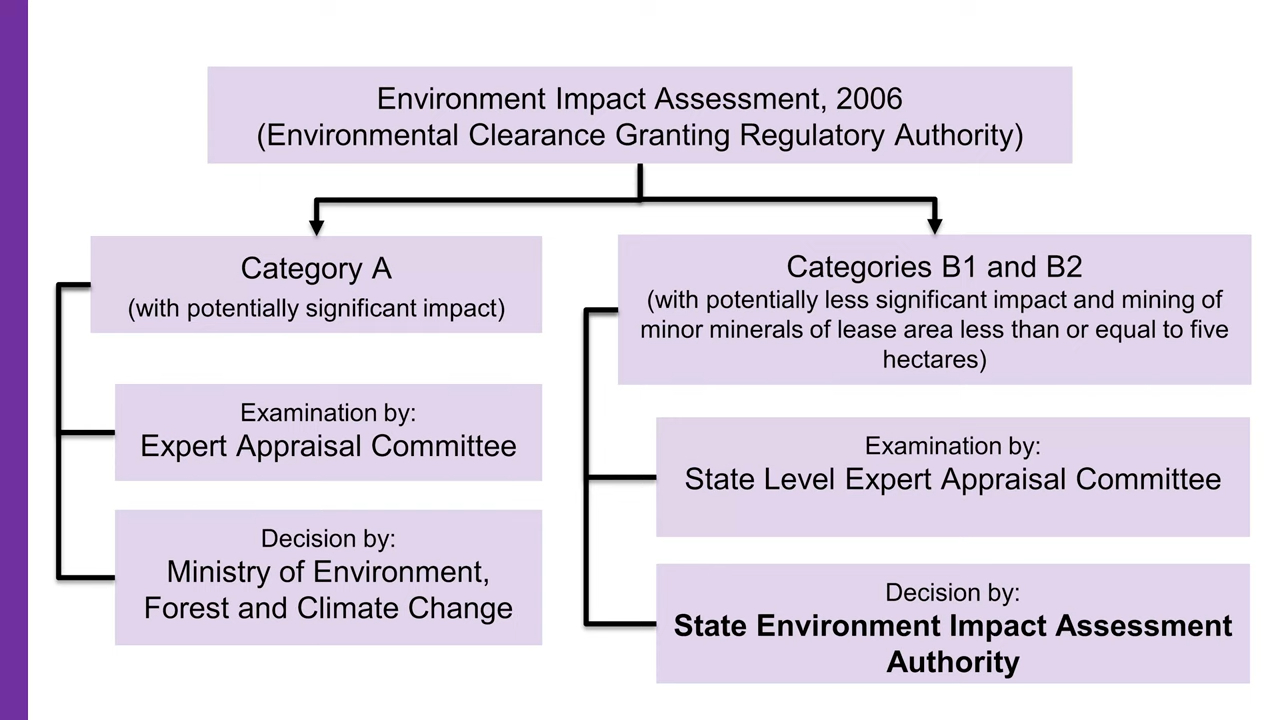 Environment Impact Assessment, 2006
(Environmental Clearance Granting Regulatory Authority)
Category A
(with potentially significant impact)
Examination by:
Expert Appraisal Committee
Decision by:
Ministry of Environment,
Forest and Climate Change
Categories B1 and B2
(with potentially less significant impact and mining of
minor minerals of lease area less than or equal to five
hectares)
Examination by:
State Level Expert Appraisal Committee
Decision by:
State Environment Impact Assessment
Authority